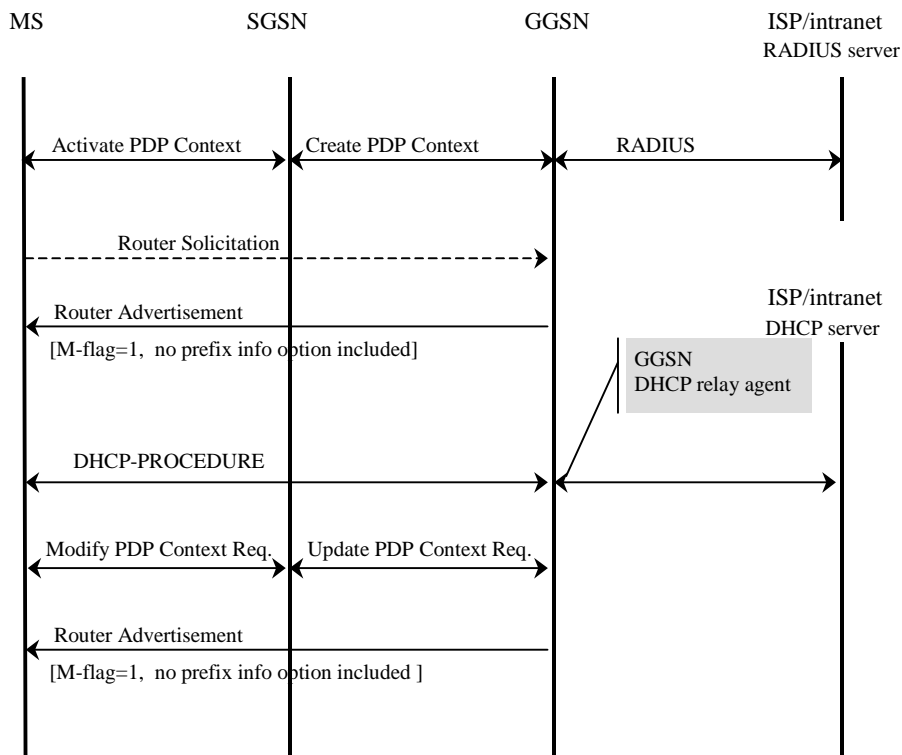 MS SGSN GGSN ISP/intranet
RADIUS server
Activate PDP Context Create PDP Context RADIUS
Router Solicitation
ISP/intranet
Router Advertisement
DHCP server
[M-flag=1, no prefix info option included]
GGSN
DHCP relay agent
DHCP-PROCEDURE
Modify PDP Context Req. Update PDP Context Req.
Router Advertisement
[M-flag=1, no prefix info option included ]